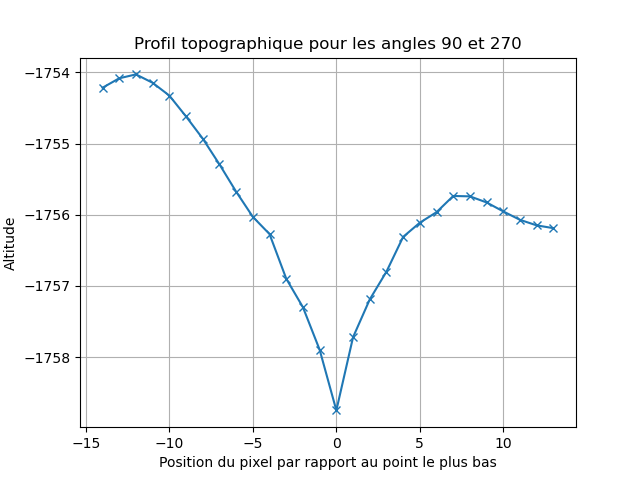 Profil topographique pour les angles 90 et 270
−1754
−1755
−1756
−1757
−1758
Altitude
−15 −10 −5 0 5 10
Position du pixel par rapport au point le plus bas